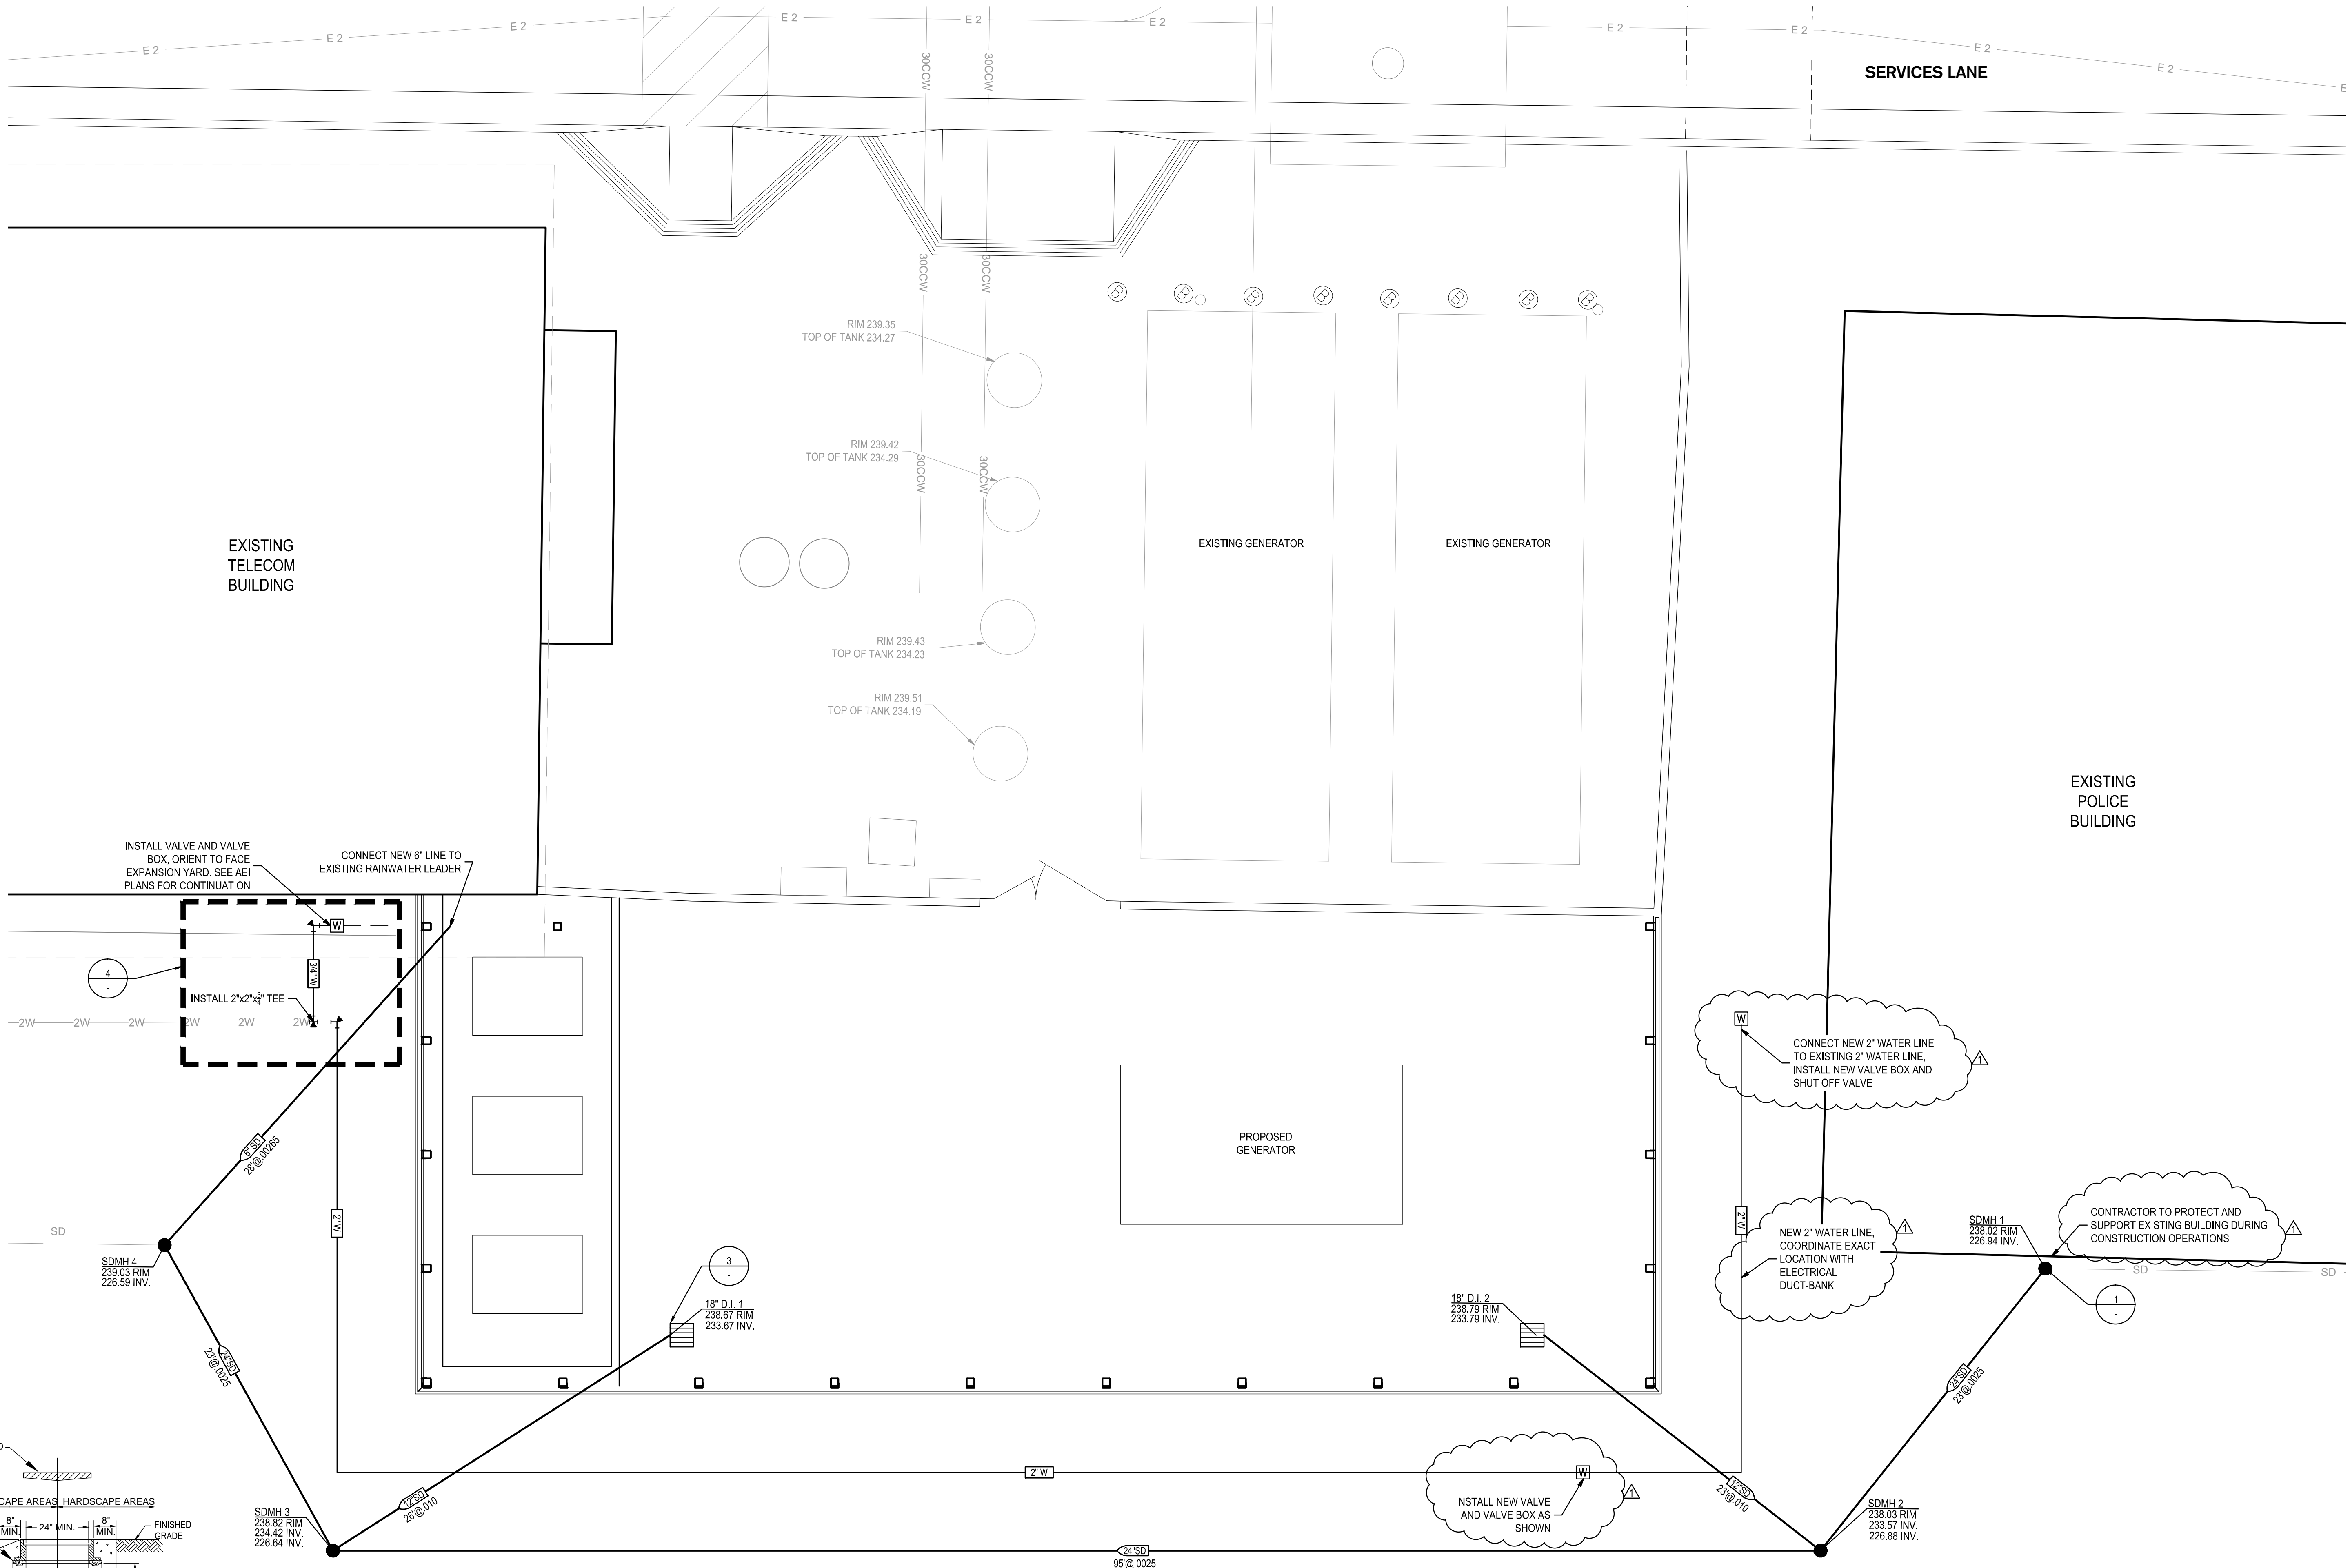 E 2
E 2
E 2
E 2
E 2
E 2
E 2
E 2
E 2
E 2
E
SERVICES LANE
30CCW
30CCW
30CCW
30CCW
30CCW
30CCW
B
B
B
B
B
B
B
B
RIM 239.35
TOP OF TANK 234.27
RIM 239.42
TOP OF TANK 234.29
RIM 239.43
TOP OF TANK 234.23
RIM 239.51
TOP OF TANK 234.19
EXISTING
TELECOM
BUILDING
EXISTING GENERATOR
EXISTING GENERATOR
EXISTING
POLICE
BUILDING
INSTALL VALVE AND VALVE
BOX, ORIENT TO FACE
EXPANSION YARD. SEE AEI
PLANS FOR CONTINUATION
CONNECT NEW 6" LINE TO
EXISTING RAINWATER LEADER
W
3/4" W
4
-
INSTALL 2"x2"x¾" TEE
2W
2W
2W
2W
2W
2W
W
CONNECT NEW 2" WATER LINE
TO EXISTING 2" WATER LINE,
INSTALL NEW VALVE BOX AND
SHUT OFF VALVE
1
PROPOSED
GENERATOR
6"SD
28'@.00265
2" W
SD
SDMH 4
239.03 RIM
226.59 INV.
3
-
18" D.I. 1
238.67 RIM
233.67 INV.
18" D.I. 2
238.79 RIM
233.79 INV.
2" W
NEW 2" WATER LINE,
COORDINATE EXACT
LOCATION WITH
ELECTRICAL
DUCT-BANK
1
SDMH 1
238.02 RIM
226.94 INV.
CONTRACTOR TO PROTECT AND
SUPPORT EXISTING BUILDING DURING
CONSTRUCTION OPERATIONS
1
SD
SD
1
-
24"SD
23'@.0025
24"SD
23'@.0025
2" W
12"SD
26'@.010
12"SD
23'@.010
W
INSTALL NEW VALVE
AND VALVE BOX AS
SHOWN
1
SDMH 3
238.82 RIM
234.42 INV.
226.64 INV.
SDMH 2
238.03 RIM
233.57 INV.
226.88 INV.
24"SD
95'@.0025
CAPE AREAS HARDSCAPE AREAS
8"
MIN.
24" MIN.
8"
MIN.
FINISHED
GRADE